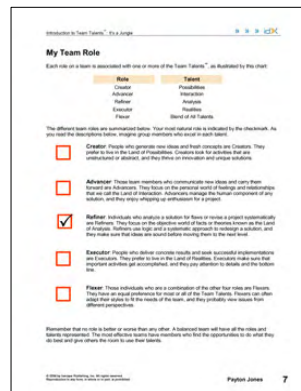 Introduction to Team Talents™: It's a Jungle
idX
My Team Role
Each role on a team is associated with one or more of the Team Talents™, as illustrated by this chart:
Role Talent
Creator Possibilities
Advancer Interaction
Refiner Analysis
Executor Realities
Flexer Blend of All Talents
The different team roles are summarized below. Your most natural role is indicated by the checkmark. As
you read the descriptions below, imagine group members who excel in each talent.
Creator: People who generate new ideas and fresh concepts are Creators. They
prefer to live in the Land of Possibilities. Creators look for activities that are
unstructured or abstract, and they thrive on innovation and unique solutions.
Advancer: Those team members who communicate new ideas and carry them
forward are Advancers. They focus on the personal world of feelings and relationships
that we call the Land of Interaction. Advancers manage the human component of any
solution, and they enjoy whipping up enthusiasm for a project.
Refiner: Individuals who analyze a solution for flaws or revise a project systematically
are Refiners. They focus on the objective world of facts or theories known as the Land
of Analysis. Refiners use logic and a systematic approach to redesign a solution, and
they make sure that ideas are sound before moving them to the next level.
Executor: People who deliver concrete results and seek successful implementations
are Executors. They prefer to live in the Land of Realities. Executors make sure that
important activities get accomplished, and they pay attention to details and the bottom
line.
Flexer: Those individuals who are a combination of the other four roles are Flexers.
They have an equal preference for most or all of the Team Talents. Flexers can often
adapt their styles to fit the needs of the team, and they probably view issues from
different perspectives.
Remember that no role is better or worse than any other. A balanced team will have all the roles and
talents represented. The most effective teams have members who find the opportunities to do what they
do best and give others the room to use their talents.
Payton Jones
7